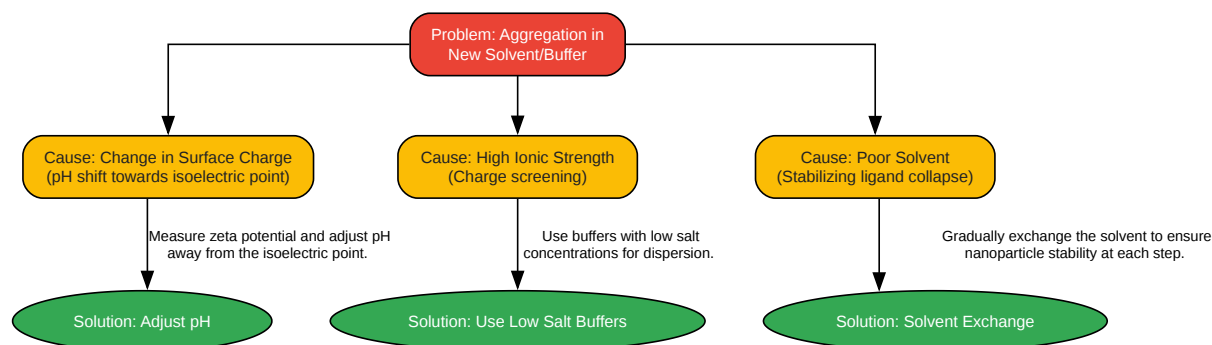 Problem: Aggregation in
New Solvent/Buffer
Cause: Change in Surface Charge
(pH shift towards isoelectric point)
Cause: High Ionic Strength
(Charge screening)
Cause: Poor Solvent
(Stabilizing ligand collapse)
Measure zeta potential and adjust pH
away from the isoelectric point.
Use buffers with low salt
concentrations for dispersion.
Gradually exchange the solvent to ensure
nanoparticle stability at each step.
Solution: Adjust pH
Solution: Use Low Salt Buffers
Solution: Solvent Exchange